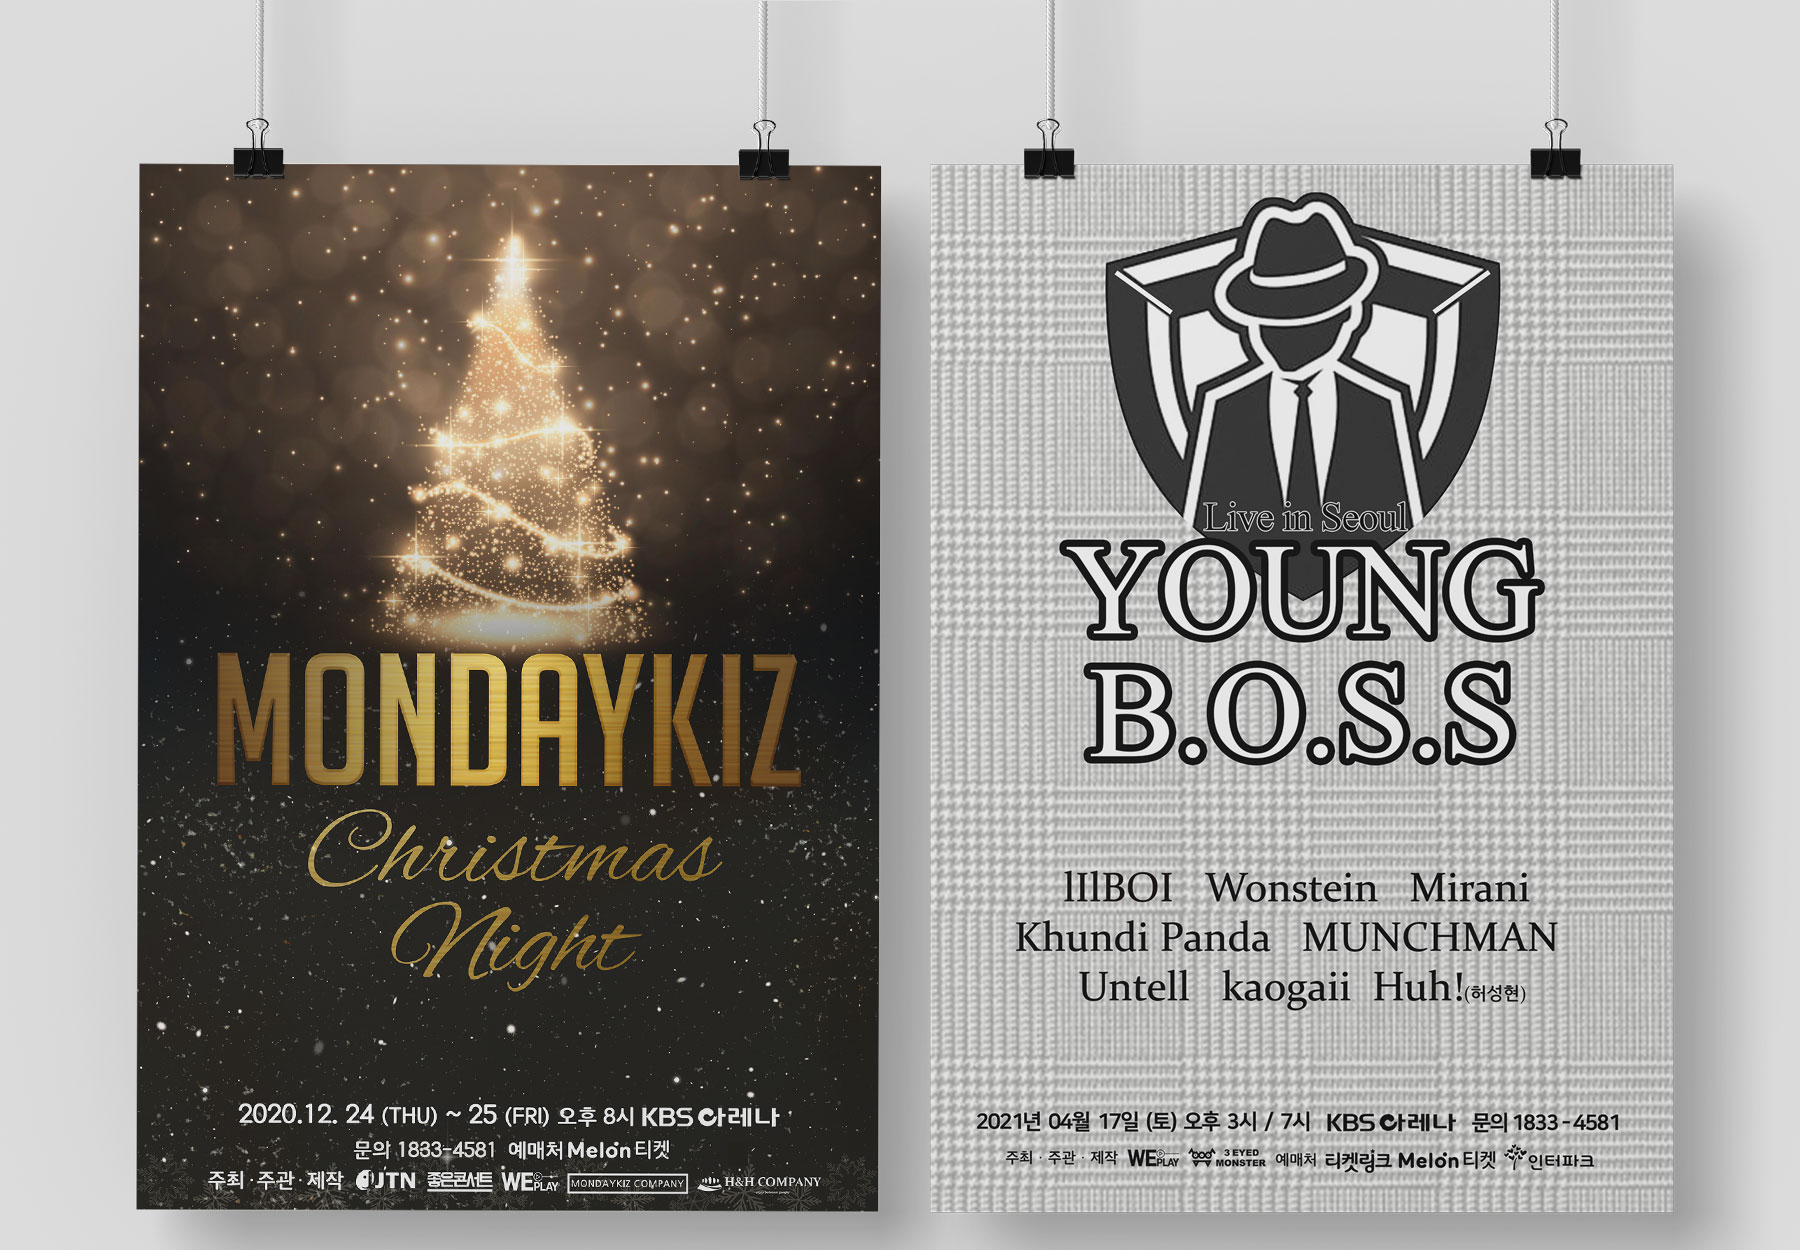 MONDAYKIZ
Christmas
Night
2020.12. 24 (THU) ~ 25 (FRI) 오후 8시 KBS 아레나
문의 1833-4581 예매처 Melon 티켓
주최 · 주관 · 제작 JTN 좋은콘서트 WE PLAY MONDAYKIZ COMPANY H&H COMPANY
Live in Seoul
YOUNG
B.O.S.S
lIlBOI Wonstein Mirani
Khundi Panda MUNCHMAN
Untell kaogaii Huh!(허성현)
2021년 04월 17일 (토) 오후 3시 / 7시 KBS 아레나 문의 1833-4581
주최 · 주관 · 제작 WE PLAY 3 EYED MONSTER 예매처 티켓링크 Melon 티켓 인터파크